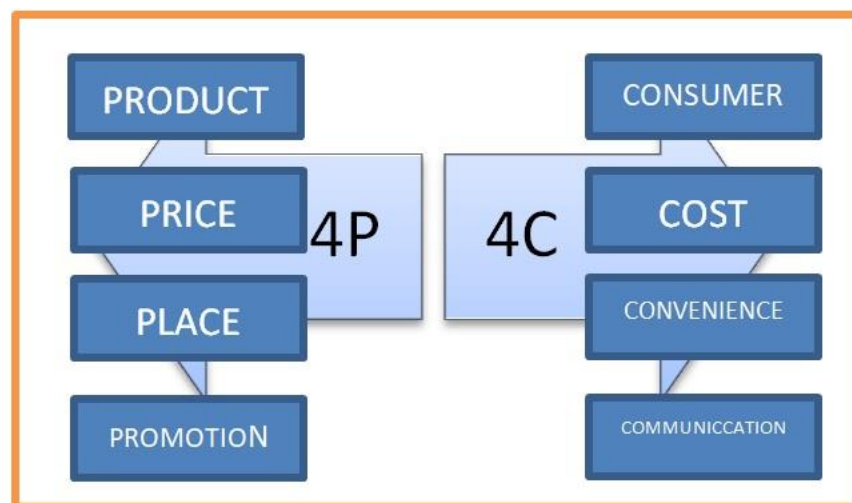 PRODUCT
PRICE
PLACE
PROMOTION
4P
4C
CONSUMER
COST
CONVENIENCE
COMMUNICCATION